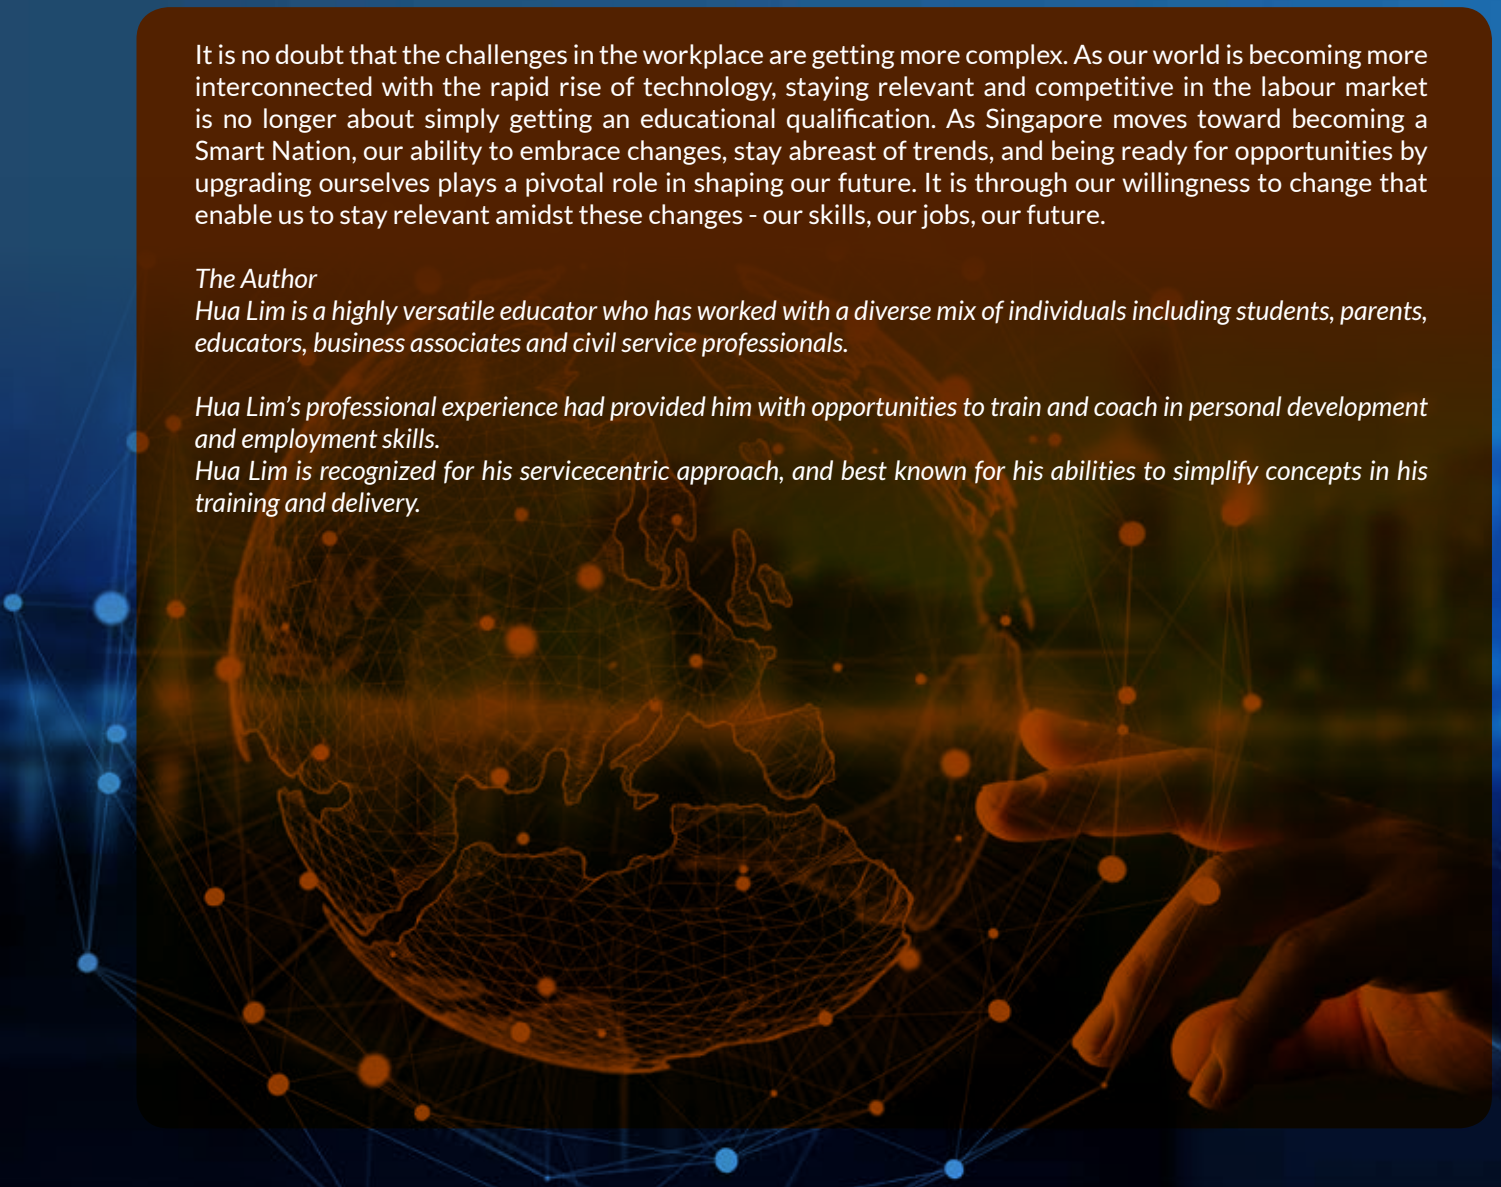 It is no doubt that the challenges in the workplace are getting more complex. As our world is becoming more
interconnected with the rapid rise of technology, staying relevant and competitive in the labour market
is no longer about simply getting an educational qualification. As Singapore moves toward becoming a
Smart Nation, our ability to embrace changes, stay abreast of trends, and being ready for opportunities by
upgrading ourselves plays a pivotal role in shaping our future. It is through our willingness to change that
enable us to stay relevant amidst these changes - our skills, our jobs, our future.
The Author
Hua Lim is a highly versatile educator who has worked with a diverse mix of individuals including students, parents,
educators, business associates and civil service professionals.
Hua Lim’s professional experience had provided him with opportunities to train and coach in personal development
and employment skills.
Hua Lim is recognized for his servicecentric approach, and best known for his abilities to simplify concepts in his
training and delivery.